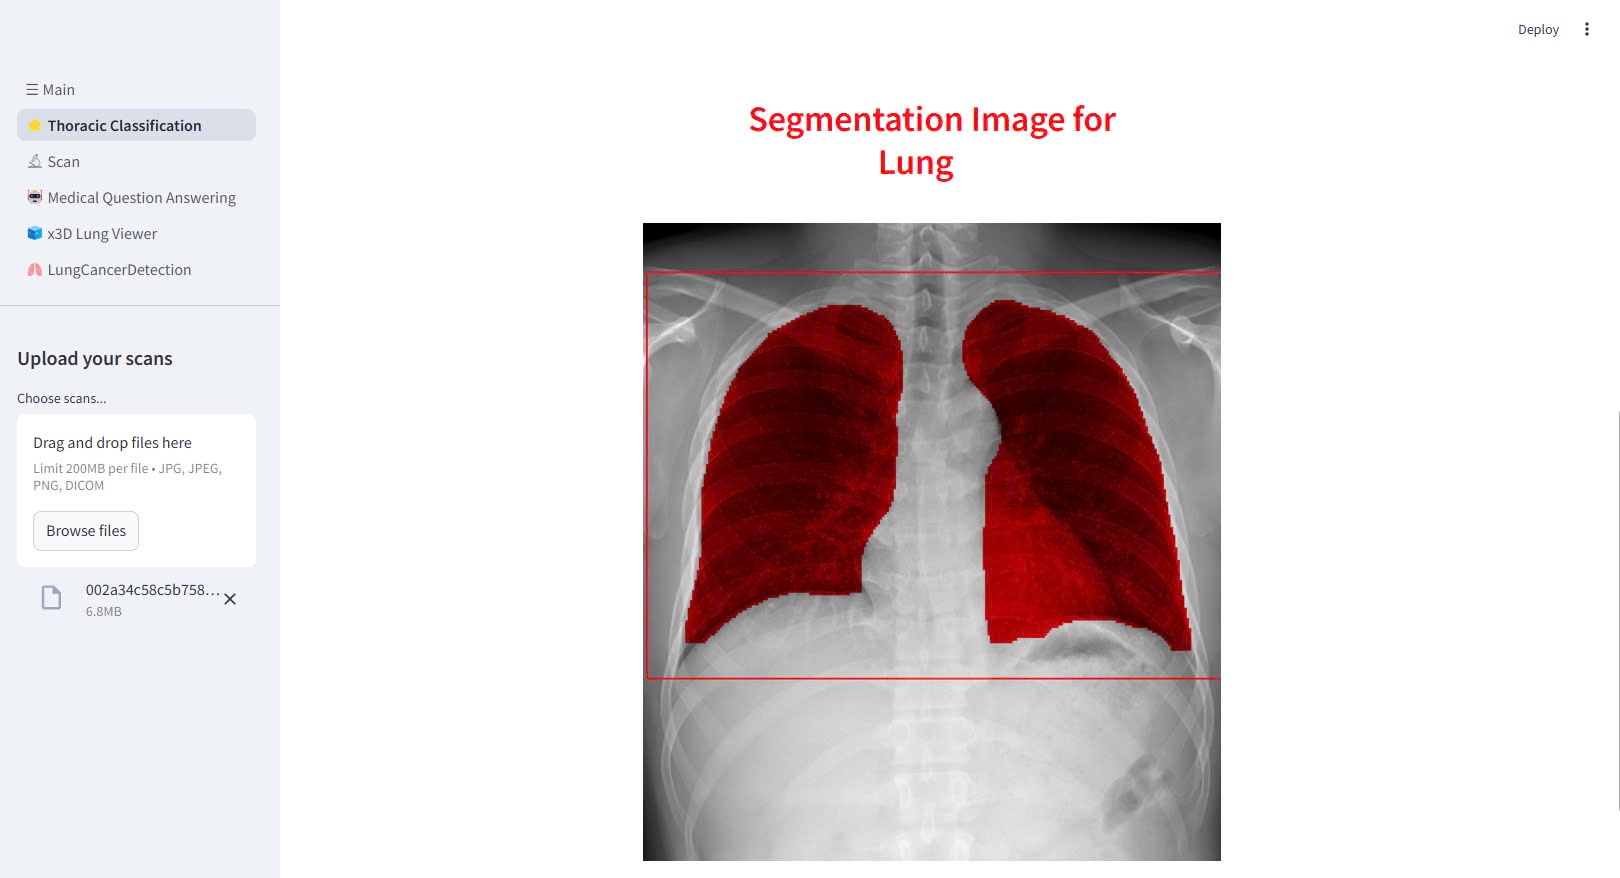 Deploy
Main
Thoracic Classification
Scan
Medical Question Answering
x3D Lung Viewer
LungCancerDetection
Upload your scans
Choose scans...
Drag and drop files here
Limit 200MB per file • JPG, JPEG,
PNG, DICOM
Browse files
002a34c58c5b758...
6.8MB
Segmentation Image for
Lung